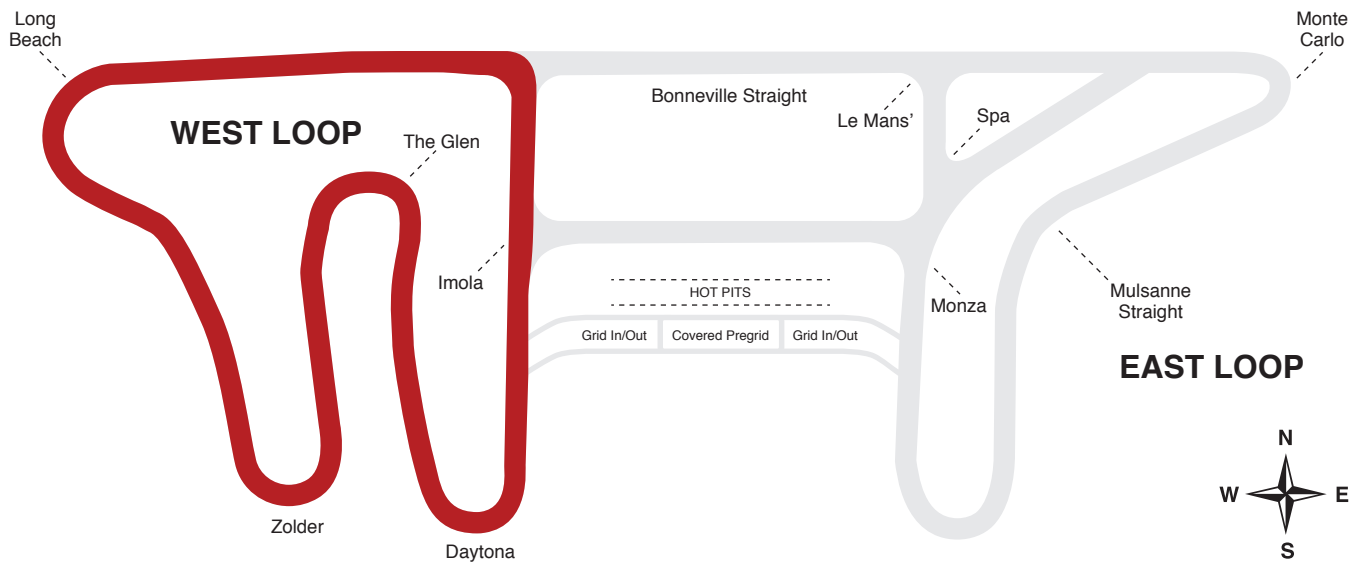 Long
Beach
Monte
Carlo
Bonneville Straight
Le Mans’
Spa
WEST LOOP
The Glen
Imola
HOT PITS
Monza
Mulsanne
Straight
Grid In/Out
Covered Pregrid
Grid In/Out
EAST LOOP
N
W
E
S
Zolder
Daytona